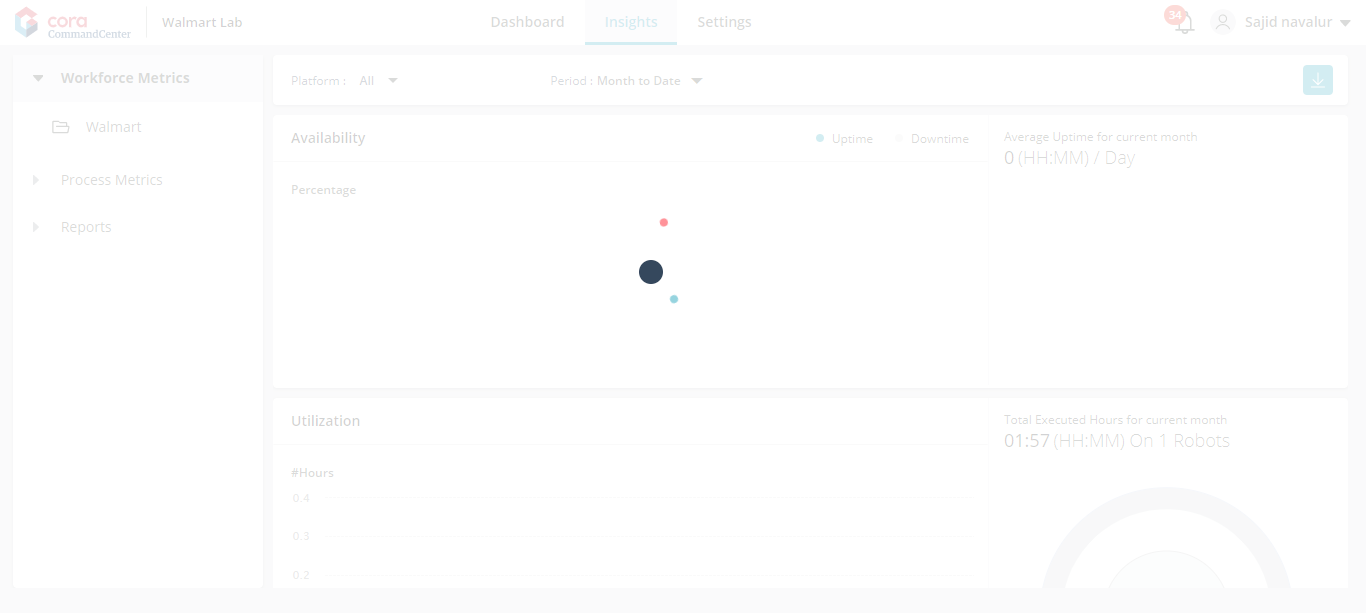 cora
CommandCenter
Walmart Lab
Dashboard
Insights
Settings
34
Sajid navalur
Workforce Metrics
Walmart
Process Metrics
Reports
Platform : All
Period : Month to Date
Availability
Uptime
Downtime
Percentage
Average Uptime for current month
0 (HH:MM) / Day
Utilization
#Hours
0.4
0.3
0.2
Total Executed Hours for current month
01:57 (HH:MM) On 1 Robots